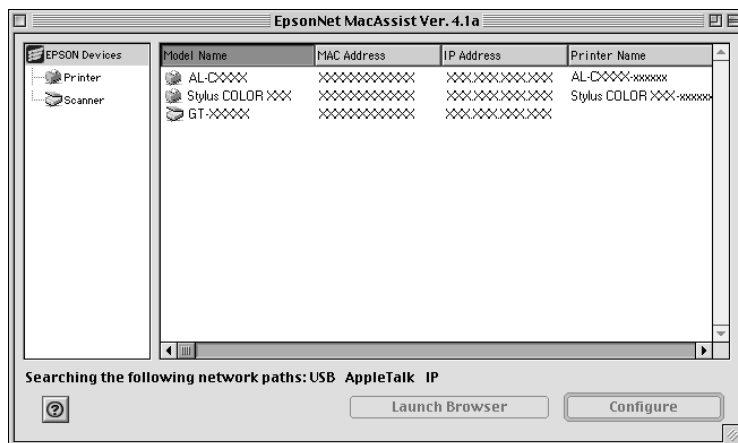 EpsonNet MacAssist Ver. 4.1a
EPSON Devices
Printer
Scanner
Model Name MAC Address IP Address Printer Name
AL-CXXXX XXXXXXXXXXXX XXX.XXX.XXX.XXX AL-CXXXX-xxxxxx
Stylus COLOR XXX XXXXXXXXXXXX XXX.XXX.XXX.XXX Stylus COLOR XXX-xxxxx
GT-XXXXX XXXXXXXXXXXX XXX.XXX.XXX.XXX
Searching the following network paths: USB AppleTalk IP
? Launch Browser Configure